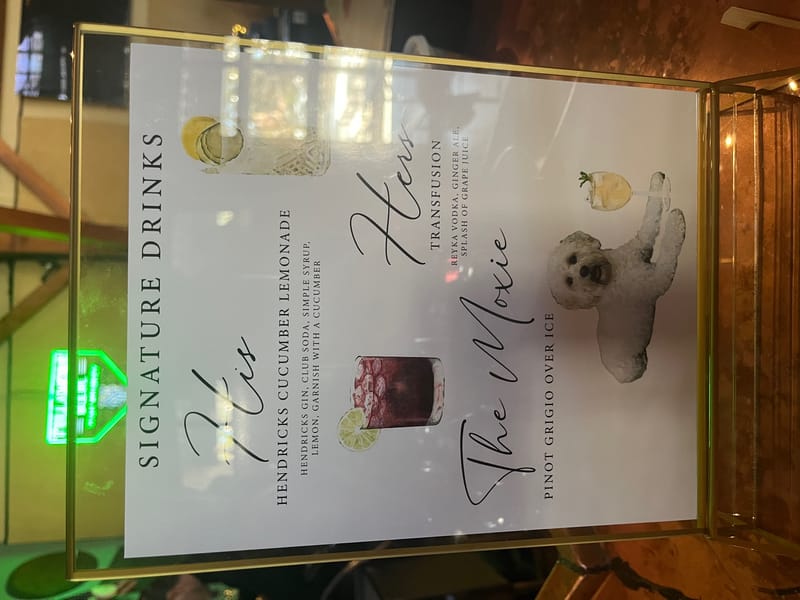 SIGNATURE DRINKS
His
HENDRICKS CUCUMBER LEMONADE
HENDRICKS GIN, CLUB SODA, SIMPLE SYRUP,
LEMON, GARNISH WITH A CUCUMBER
Hers
TRANSFUSION
REYKA VODKA, GINGER ALE,
SPLASH OF GRAPE JUICE
The Moxie
PINOT GRIGIO OVER ICE